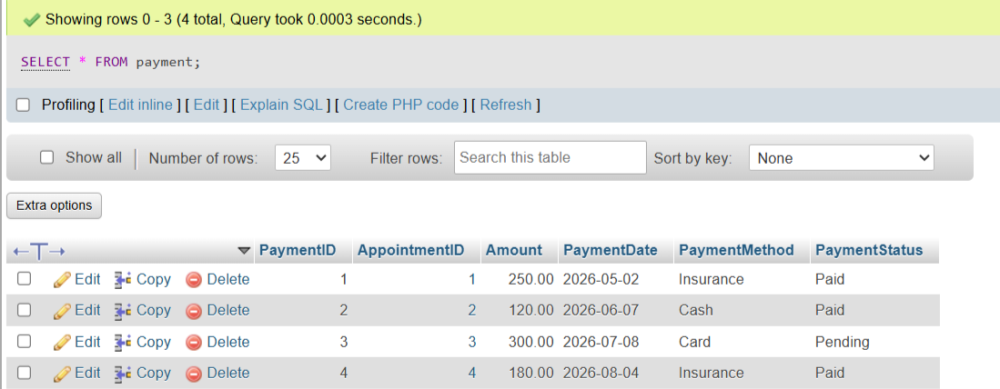 Showing rows 0 - 3 (4 total, Query took 0.0003 seconds.)
SELECT * FROM payment;
Profiling [ Edit inline ] [ Edit ] [ Explain SQL ] [ Create PHP code ] [ Refresh ]
Show all Number of rows: 25 Filter rows: Search this table Sort by key: None
Extra options
PaymentID AppointmentID Amount PaymentDate PaymentMethod PaymentStatus
Edit Copy Delete 1 1 250.00 2026-05-02 Insurance Paid
Edit Copy Delete 2 2 120.00 2026-06-07 Cash Paid
Edit Copy Delete 3 3 300.00 2026-07-08 Card Pending
Edit Copy Delete 4 4 180.00 2026-08-04 Insurance Paid